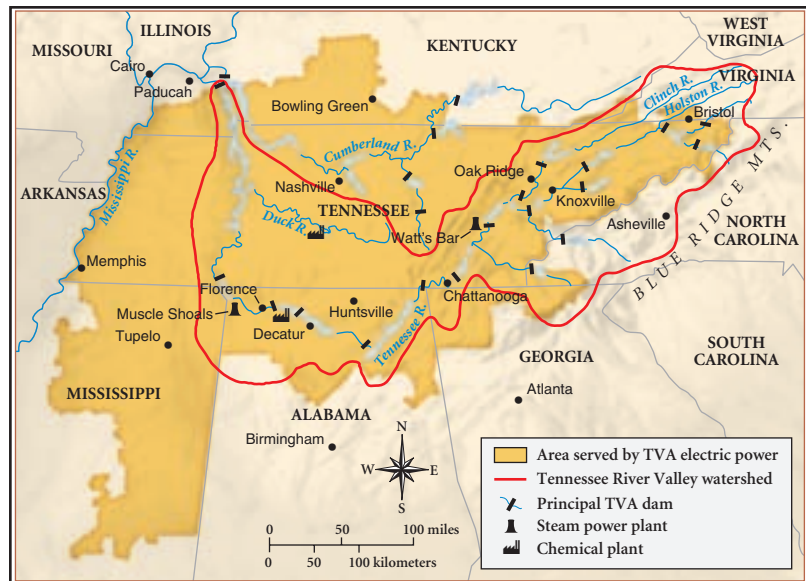 WEST
VIRGINIA
ILLINOIS
MISSOURI
KENTUCKY
Cairo
Paducah
VIRGINIA
Clinch R.
Holston R.
Bowling Green
Bristol
Cumberland R.
Mississippi R.
ARKANSAS
Nashville
Oak Ridge
TENNESSEE
Knoxville
Duck R.
Watt's Bar
Asheville
NORTH
CAROLINA
BLUE RIDGE MTS.
Memphis
Florence
Chattanooga
Muscle Shoals
Huntsville
Decatur
Tennessee R.
Tupelo
SOUTH
CAROLINA
GEORGIA
MISSISSIPPI
Atlanta
ALABAMA
Birmingham
N
W
E
S
0 50 100 miles
0 50 100 kilometers
Area served by TVA electric power
Tennessee River Valley watershed
Principal TVA dam
Steam power plant
Chemical plant